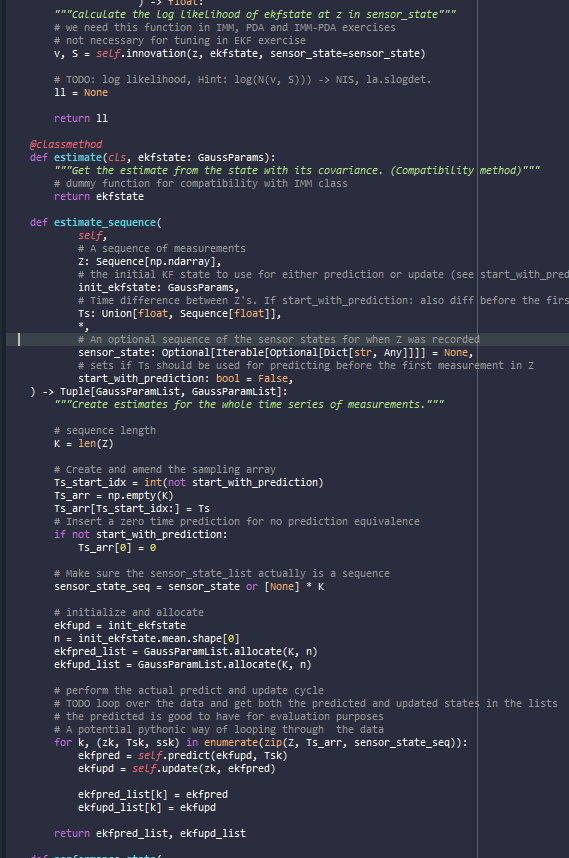 ) -> float:
"""Calculate the log likelihood of ekfstate at z in sensor_state"""
# we need this function in IMM, PDA and IMM-PDA exercises
# not necessary for tuning in EKF exercise
v, S = self.innovation(z, ekfstate, sensor_state=sensor_state)
# TODO: log likelihood, Hint: log(N(v, S))) -> NIS, la.slogdet.
ll = None
return ll
@classmethod
def estimate(cls, ekfstate: GaussParams):
"""Get the estimate from the state with its covariance. (Compatibility method)"""
# dummy function for compatibility with IMM class
return ekfstate
def estimate_sequence(
self,
# A sequence of measurements
Z: Sequence[np.ndarray],
# the initial KF state to use for either prediction or update (see start_with_pred
init_ekfstate: GaussParams,
# Time difference between Z's. If start_with_prediction: also diff before the firs
Ts: Union[float, Sequence[float]],
*,
# An optional sequence of the sensor states for when Z was recorded
sensor_state: Optional[Iterable[Optional[Dict[str, Any]]]] = None,
# sets if Ts should be used for predicting before the first measurement in Z
start_with_prediction: bool = False,
) -> Tuple[GaussParamList, GaussParamList]:
"""Create estimates for the whole time series of measurements."""
# sequence length
K = len(Z)
# Create and amend the sampling array
Ts_start_idx = int(not start_with_prediction)
Ts_arr = np.empty(K)
Ts_arr[Ts_start_idx:] = Ts
# Insert a zero time prediction for no prediction equivalence
if not start_with_prediction:
Ts_arr[0] = 0
# Make sure the sensor_state_list actually is a sequence
sensor_state_seq = sensor_state or [None] * K
# initialize and allocate
ekfupd = init_ekfstate
n = init_ekfstate.mean.shape[0]
ekfpred_list = GaussParamList.allocate(K, n)
ekfupd_list = GaussParamList.allocate(K, n)
# perform the actual predict and update cycle
# TODO loop over the data and get both the predicted and updated states in the lists
# the predicted is good to have for evaluation purposes
# A potential pythonic way of looping through  the data
for k, (zk, Tsk, ssk) in enumerate(zip(Z, Ts_arr, sensor_state_seq)):
ekfpred = self.predict(ekfupd, Tsk)
ekfupd = self.update(zk, ekfpred)
ekfpred_list[k] = ekfpred
ekfupd_list[k] = ekfupd
return ekfpred_list, ekfupd_list